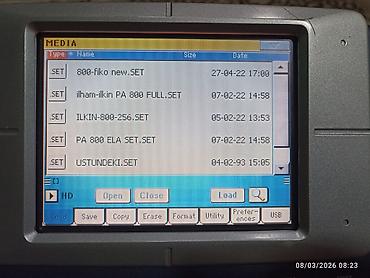 MEDIA
Type Name Size Date
.SET 800-fiko new.SET 27-04-22 17:00
.SET ilham-ilkin PA 800 FULL.SET 07-02-22 14:58
.SET ILKIN-800-256.SET 05-02-22 13:53
.SET PA 800 ELA SET.SET 07-02-22 14:58
.SET USTUNDEKI.SET 04-02-93 15:05
HD Open Close Load
Load Save Copy Erase Format Utility Prefer-ences USB
08/03/2026 08:23